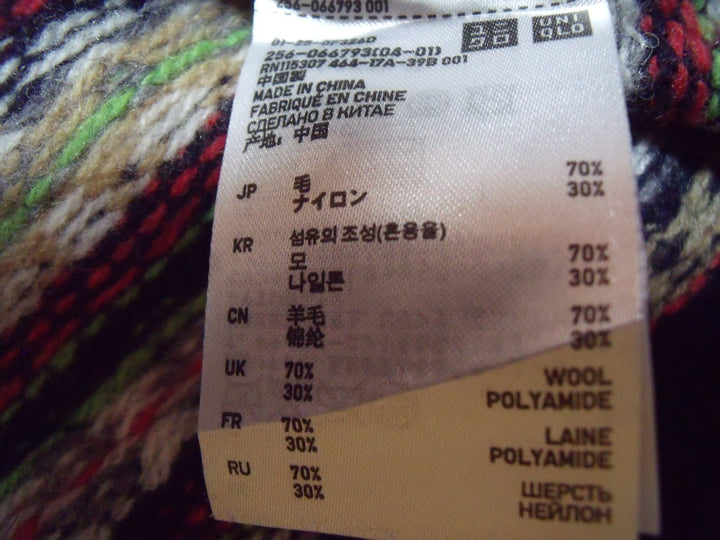 256-066793 001
ユニクロ
UNI
QLO
256-066793(04-01)
RN115307 464-17A-39B 001
中国製
MADE IN CHINA
FABRIQUÉ EN CHINE
СДЕЛАНО В КИТАЕ
产地：中国
JP 毛 70%
ナイロン 30%
KR 섬유의 조성(혼용율)
모 70%
나일론 30%
CN 羊毛 70%
锦纶 30%
UK 70% WOOL
30% POLYAMIDE
FR 70% LAINE
30% POLYAMIDE
RU 70% ШЕРСТЬ
30% НЕЙЛОН